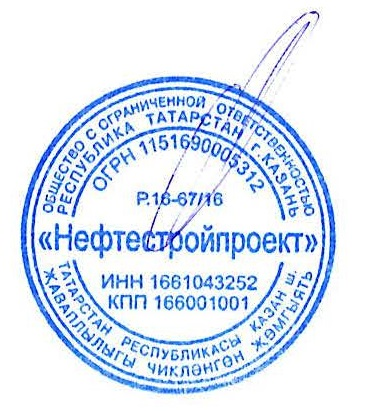 ОБЩЕСТВО С ОГРАНИЧЕННОЙ ОТВЕТСТВЕННОСТЬЮ
РЕСПУБЛИКА ТАТАРСТАН г.КАЗАНЬ
ОГРН 1151690005312
Р.16-67/16
«Нефтестройпроект»
ИНН 1661043252
КПП 166001001
ТАТАРСТАН РЕСПУБЛИКАСЫ КАЗАН ш.
ҖАВАПЛЫЛЫГЫ ЧИКЛӘНГӘН ҖӘМГЫЯТЬ